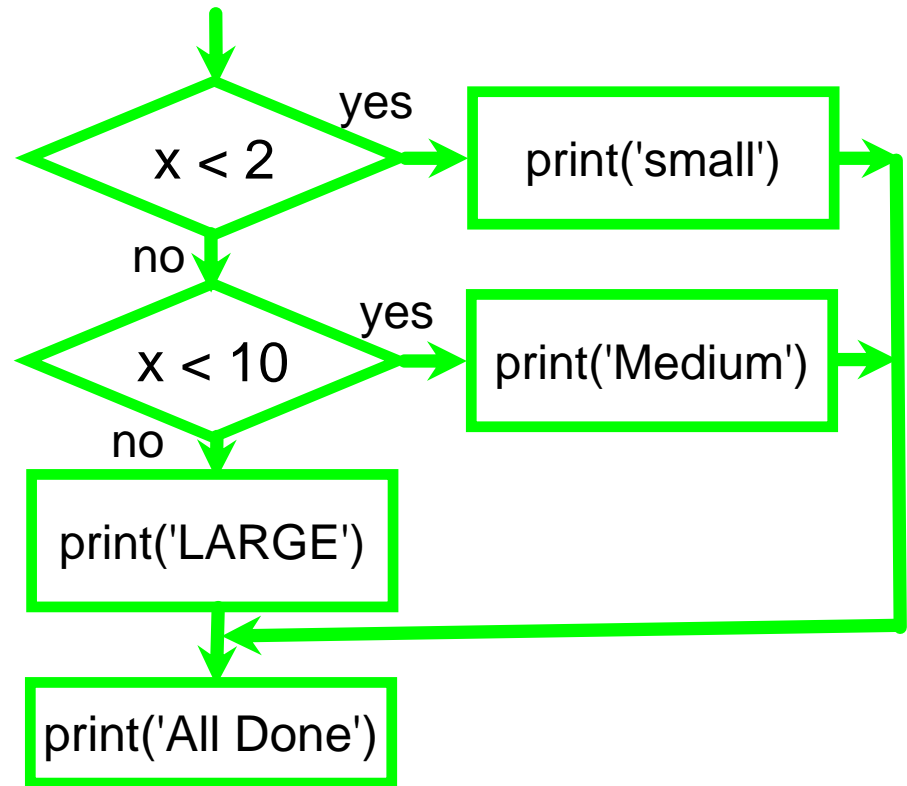 yes
x < 2
print('small')
no
yes
x < 10
print('Medium')
no
print('LARGE')
print('All Done')